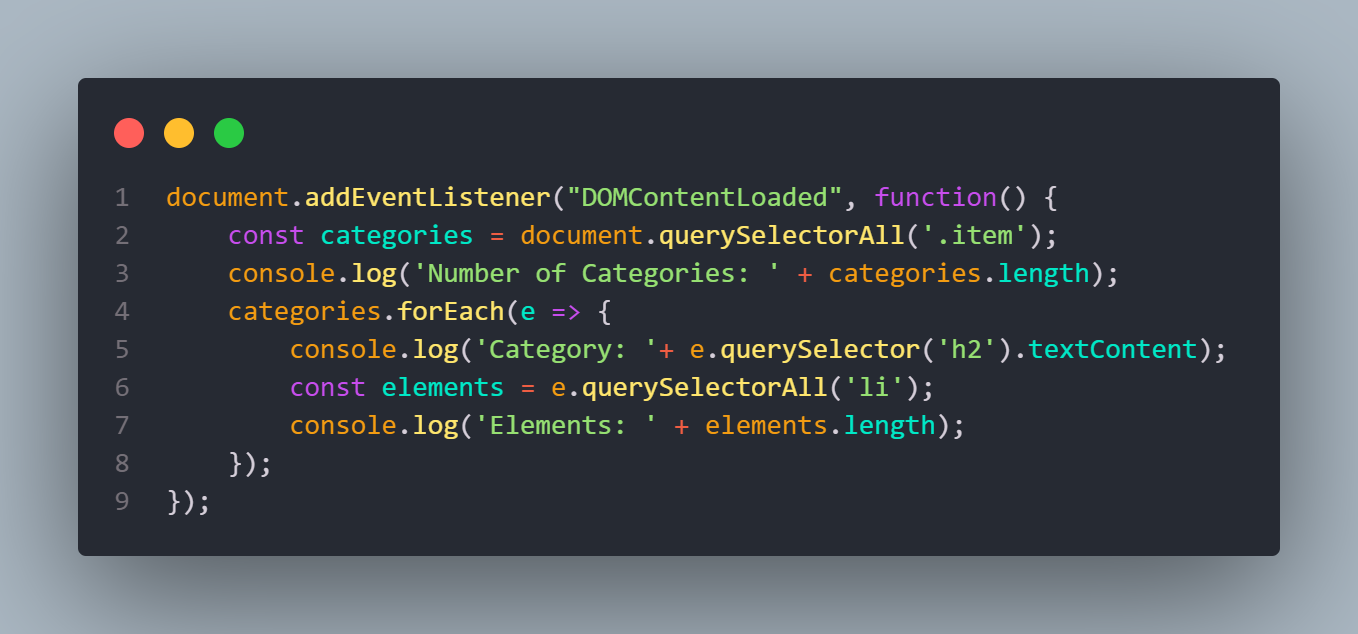 1 document.addEventListener("DOMContentLoaded", function() {
2     const categories = document.querySelectorAll('.item');
3     console.log('Number of Categories: ' + categories.length);
4     categories.forEach(e => {
5         console.log('Category: '+ e.querySelector('h2').textContent);
6         const elements = e.querySelectorAll('li');
7         console.log('Elements: ' + elements.length);
8     });
9 });